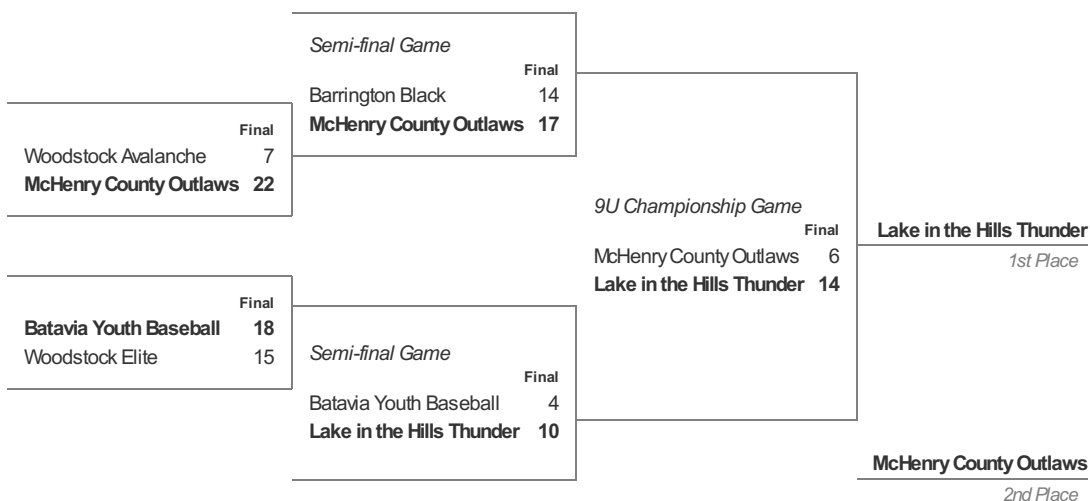 Semi-final Game
Final
Barrington Black 14
McHenry County Outlaws 17
Final
Woodstock Avalanche 7
McHenry County Outlaws 22
9U Championship Game
Final
McHenry County Outlaws 6
Lake in the Hills Thunder 14
Lake in the Hills Thunder
1st Place
Final
Batavia Youth Baseball 18
Woodstock Elite 15
Semi-final Game
Final
Batavia Youth Baseball 4
Lake in the Hills Thunder 10
McHenry County Outlaws
2nd Place